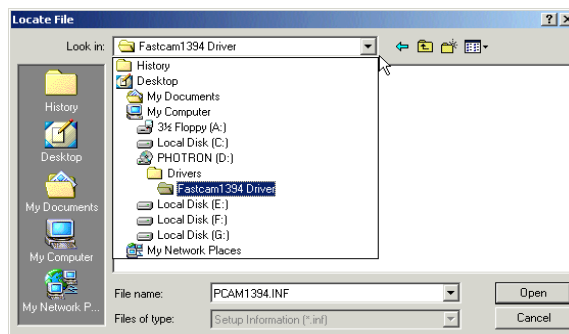 Locate File
Look in:
Fastcam1394 Driver
History
Desktop
My Documents
My Computer
3½ Floppy (A:)
Local Disk (C:)
PHOTRON (D:)
Drivers
Fastcam1394 Driver
Local Disk (E:)
Local Disk (F:)
Local Disk (G:)
My Network Places
History
Desktop
My Documents
My Computer
My Network P...
File name:
PCAM1394.INF
Open
Files of type:
Setup Information (*.inf)
Cancel